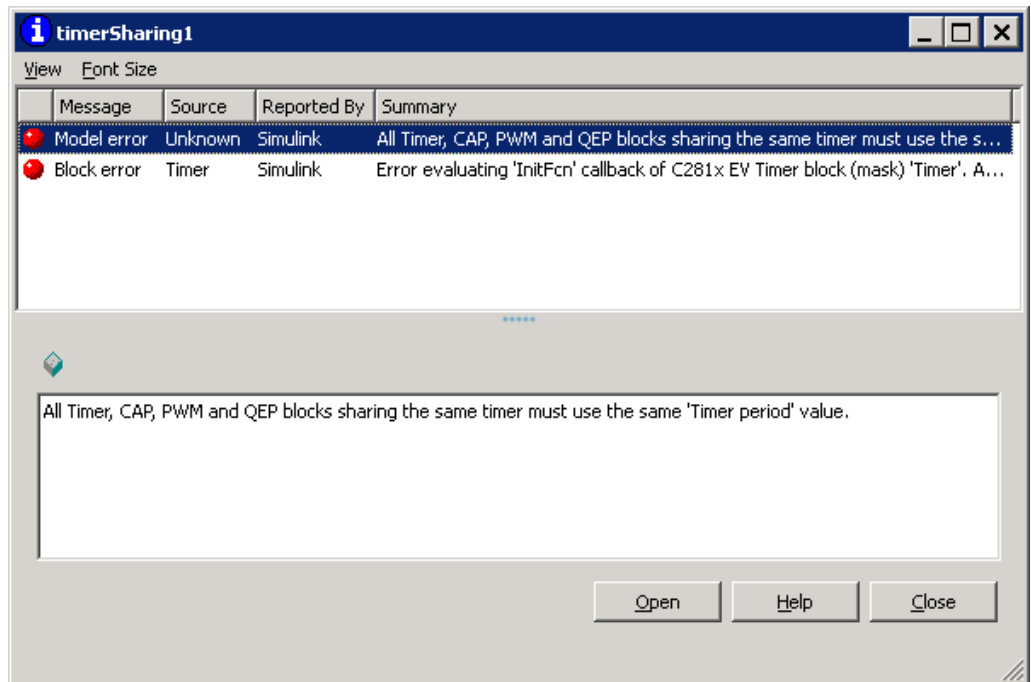 timerSharing1
View Font Size
Message Source Reported By Summary
Model error Unknown Simulink All Timer, CAP, PWM and QEP blocks sharing the same timer must use the s...
Block error Timer Simulink Error evaluating 'InitFcn' callback of C281x EV Timer block (mask) 'Timer'. A...
All Timer, CAP, PWM and QEP blocks sharing the same timer must use the same 'Timer period' value.
Open Help Close